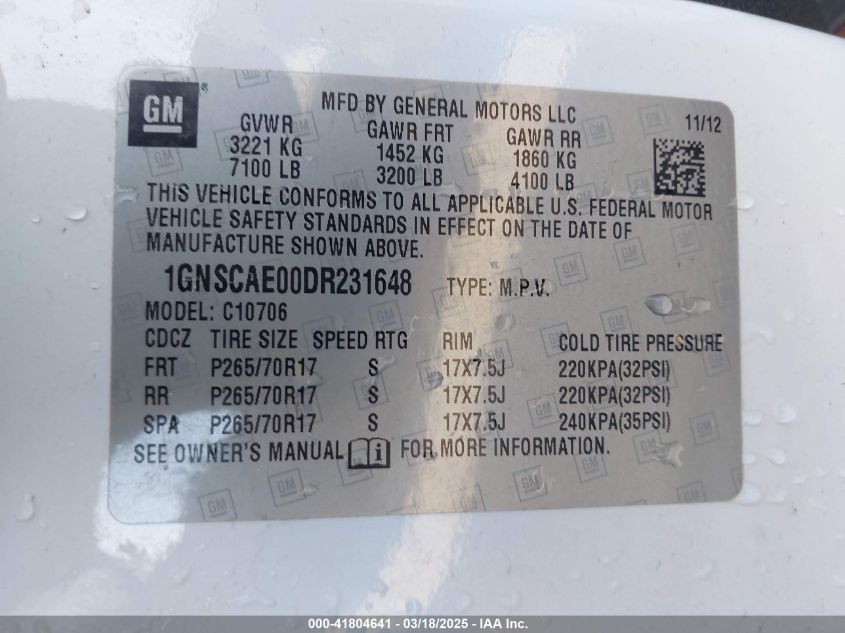 GM ® MFD BY GENERAL MOTORS LLC 11/12
GVWR GAWR FRT GAWR RR
3221 KG 1452 KG 1860 KG
7100 LB 3200 LB 4100 LB
THIS VEHICLE CONFORMS TO ALL APPLICABLE U.S. FEDERAL MOTOR
VEHICLE SAFETY STANDARDS IN EFFECT ON THE DATE OF
MANUFACTURE SHOWN ABOVE.
1GNSCAE00DR231648 TYPE: M.P.V.
MODEL: C10706
CDCZ TIRE SIZE SPEED RTG RIM COLD TIRE PRESSURE
FRT P265/70R17 S 17X7.5J 220KPA(32PSI)
RR P265/70R17 S 17X7.5J 220KPA(32PSI)
SPA P265/70R17 S 17X7.5J 240KPA(35PSI)
SEE OWNER'S MANUAL i FOR MORE INFORMATION.
000-41804641 - 03/18/2025 - IAA Inc.